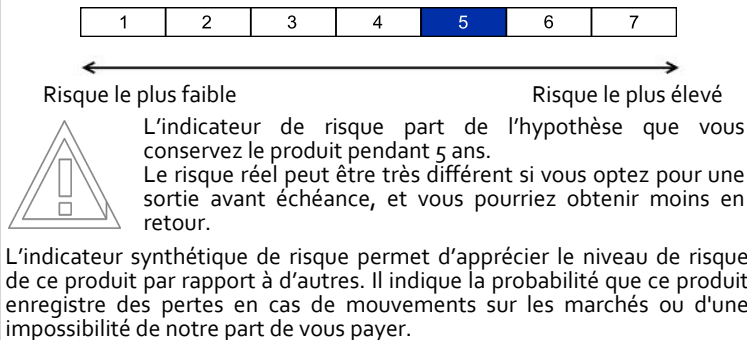 1 2 3 4 5 6 7
Risque le plus faible Risque le plus élevé
L'indicateur de risque part de l'hypothèse que vous
conservez le produit pendant 5 ans.
Le risque réel peut être très différent si vous optez pour une
sortie avant échéance, et vous pourriez obtenir moins en
retour.
L'indicateur synthétique de risque permet d'apprécier le niveau de risque
de ce produit par rapport à d'autres. Il indique la probabilité que ce produit
enregistre des pertes en cas de mouvements sur les marchés ou d'une
impossibilité de notre part de vous payer.